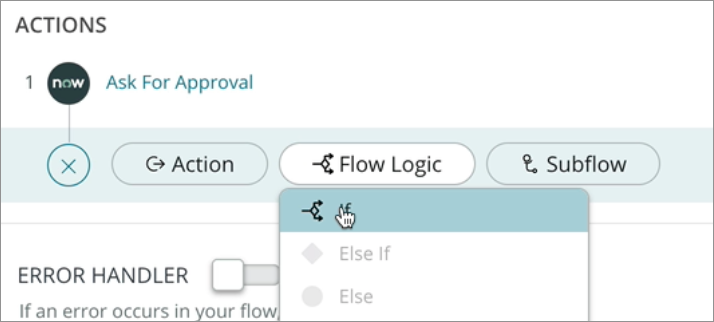 ACTIONS
1 now Ask For Approval
Action Flow Logic Subflow
If
Else If
ERROR HANDLER
Else
If an error occurs in your flow,